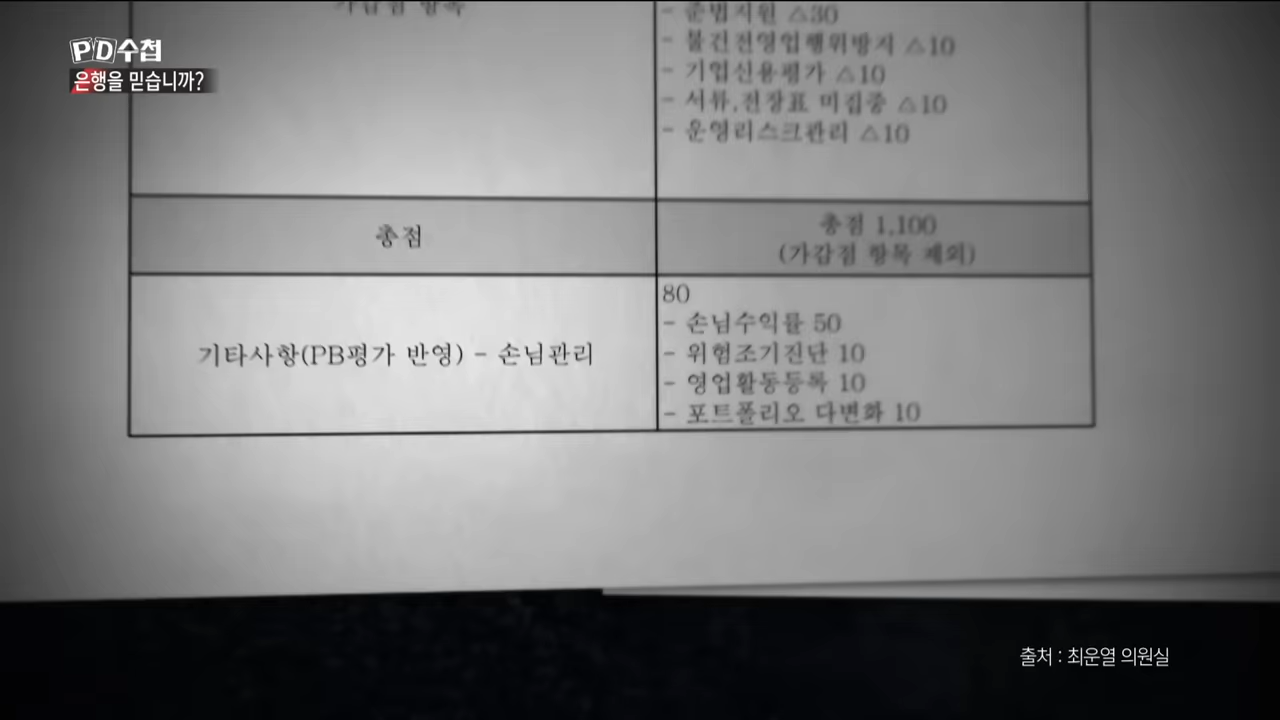 PD수첩
은행을 믿습니까?
가감점 항목
- 준법지원 △30
- 불건전영업행위방지 △10
- 기업신용평가 △10
- 서류,전장표 미집중 △10
- 운영리스크관리 △10
총점
총점 1,100
(가감점 항목 제외)
기타사항(PB평가 반영) - 손님관리
80
- 손님수익률 50
- 위험조기진단 10
- 영업활동등록 10
- 포트폴리오 다변화 10
출처 : 최운열 의원실